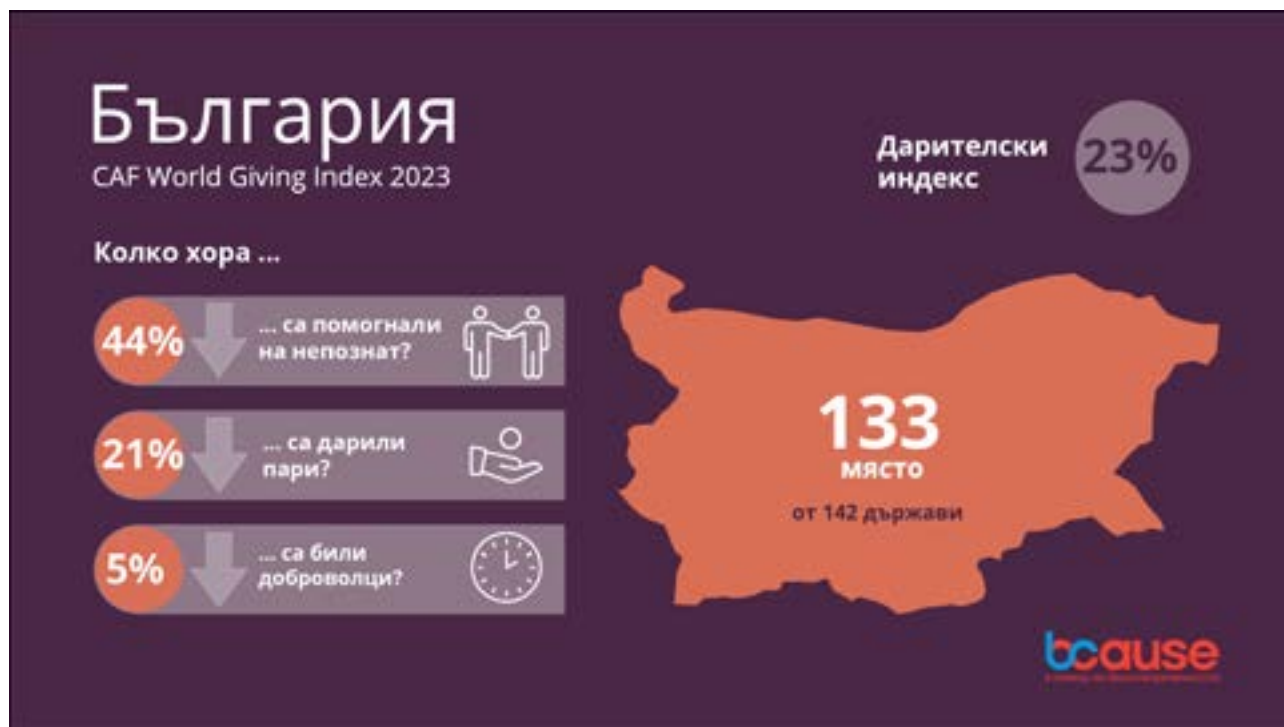 България
CAF World Giving Index 2023
Дарителски
индекс
23%
Колко хора ...
44%
... са помогнали
на непознат?
21%
... са дарили
пари?
5%
... са били
доброволци?
133
място
от 142 държави
bcause